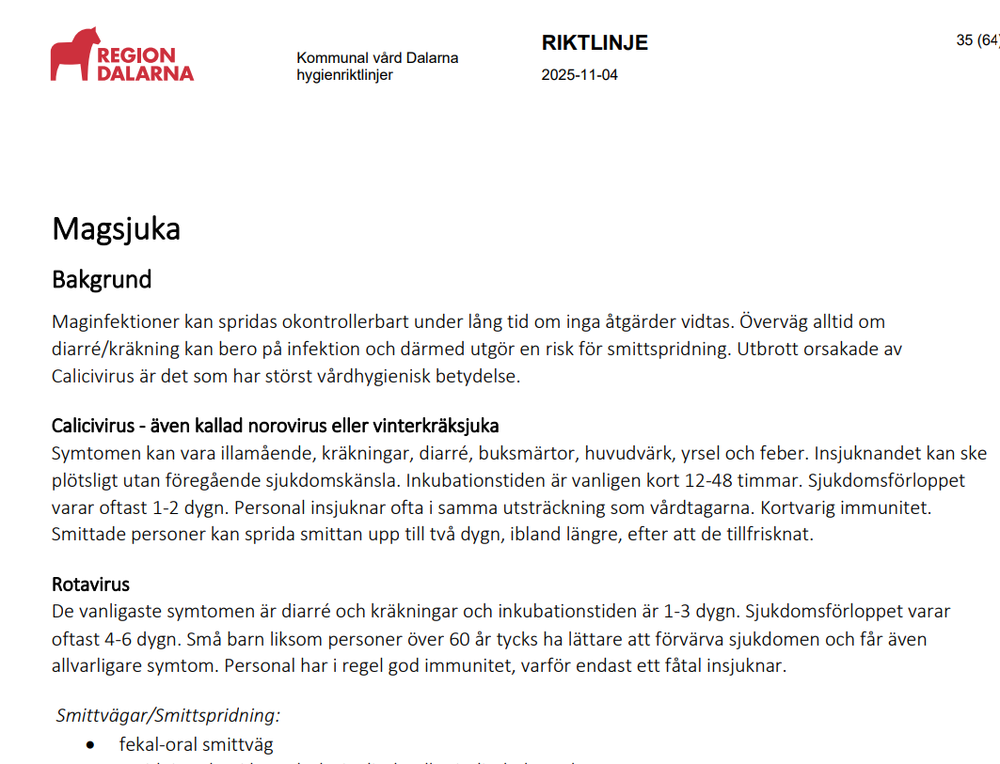 REGION
DALARNA
Kommunal vård Dalarna
hygienriktlinjer
RIKTLINJE
2025-11-04
35 (64)
Magsjuka
Bakgrund
Maginfektioner kan spridas okontrollerbart under lång tid om inga åtgärder vidtas. Överväg alltid om
diarré/kräkning kan bero på infektion och därmed utgör en risk för smittspridning. Utbrott orsakade av
Calicivirus är det som har störst vårdhygienisk betydelse.
Calicivirus - även kallad norovirus eller vinterkräksjuka
Symtomen kan vara illamående, kräkningar, diarré, buksmärtor, huvudvärk, yrsel och feber. Insjuknandet kan ske
plötsligt utan föregående sjukdomskänsla. Inkubationstiden är vanligen kort 12-48 timmar. Sjukdomsförloppet
varar oftast 1-2 dygn. Personal insjuknar ofta i samma utsträckning som vårdtagarna. Kortvarig immunitet.
Smittade personer kan sprida smittan upp till två dygn, ibland längre, efter att de tillfrisknat.
Rotavirus
De vanligaste symtomen är diarré och kräkningar och inkubationstiden är 1-3 dygn. Sjukdomsförloppet varar
oftast 4-6 dygn. Små barn liksom personer över 60 år tycks ha lättare att förvärva sjukdomen och får även
allvarligare symtom. Personal har i regel god immunitet, varför endast ett fåtal insjuknar.
Smittvägar/Smittspridning:
• fekal-oral smittväg